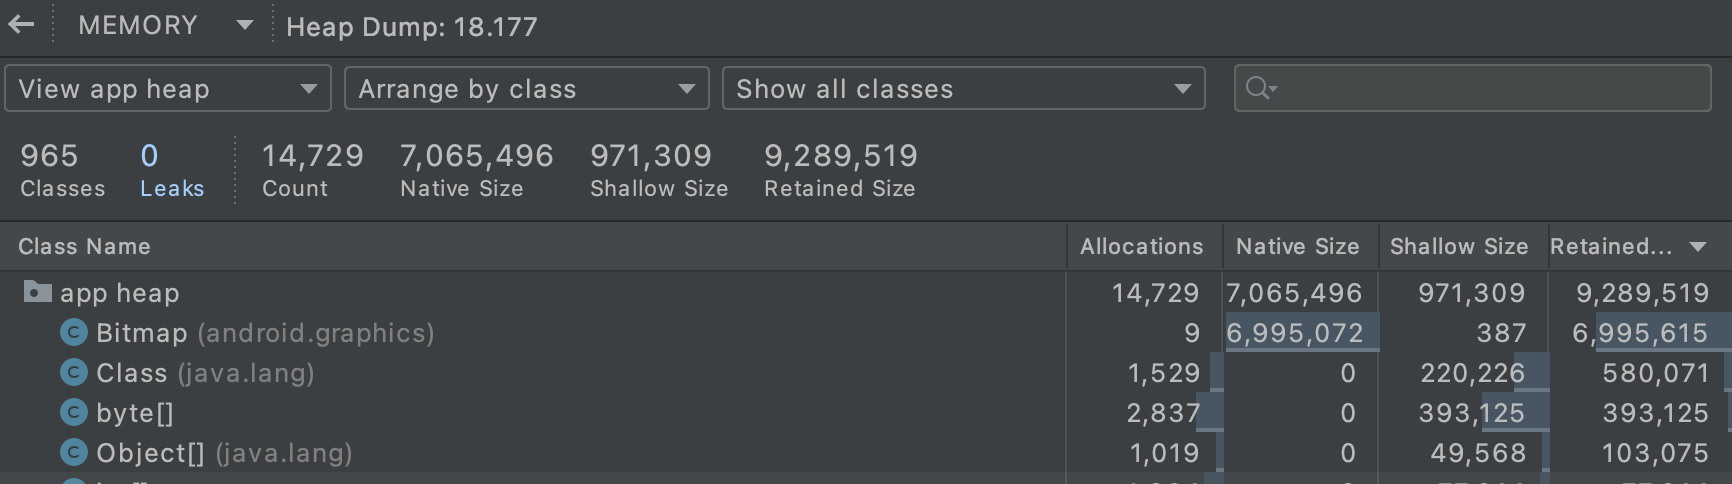 MEMORY Heap Dump: 18.177
View app heap Arrange by class Show all classes
965 0 14,729 7,065,496 971,309 9,289,519
Classes Leaks Count Native Size Shallow Size Retained Size
Class Name Allocations Native Size Shallow Size Retained...
app heap 14,729 7,065,496 971,309 9,289,519
C Bitmap (android.graphics) 9 6,995,072 387 6,995,615
C Class (java.lang) 1,529 0 220,226 580,071
C byte[] 2,837 0 393,125 393,125
C Object[] (java.lang) 1,019 0 49,568 103,075